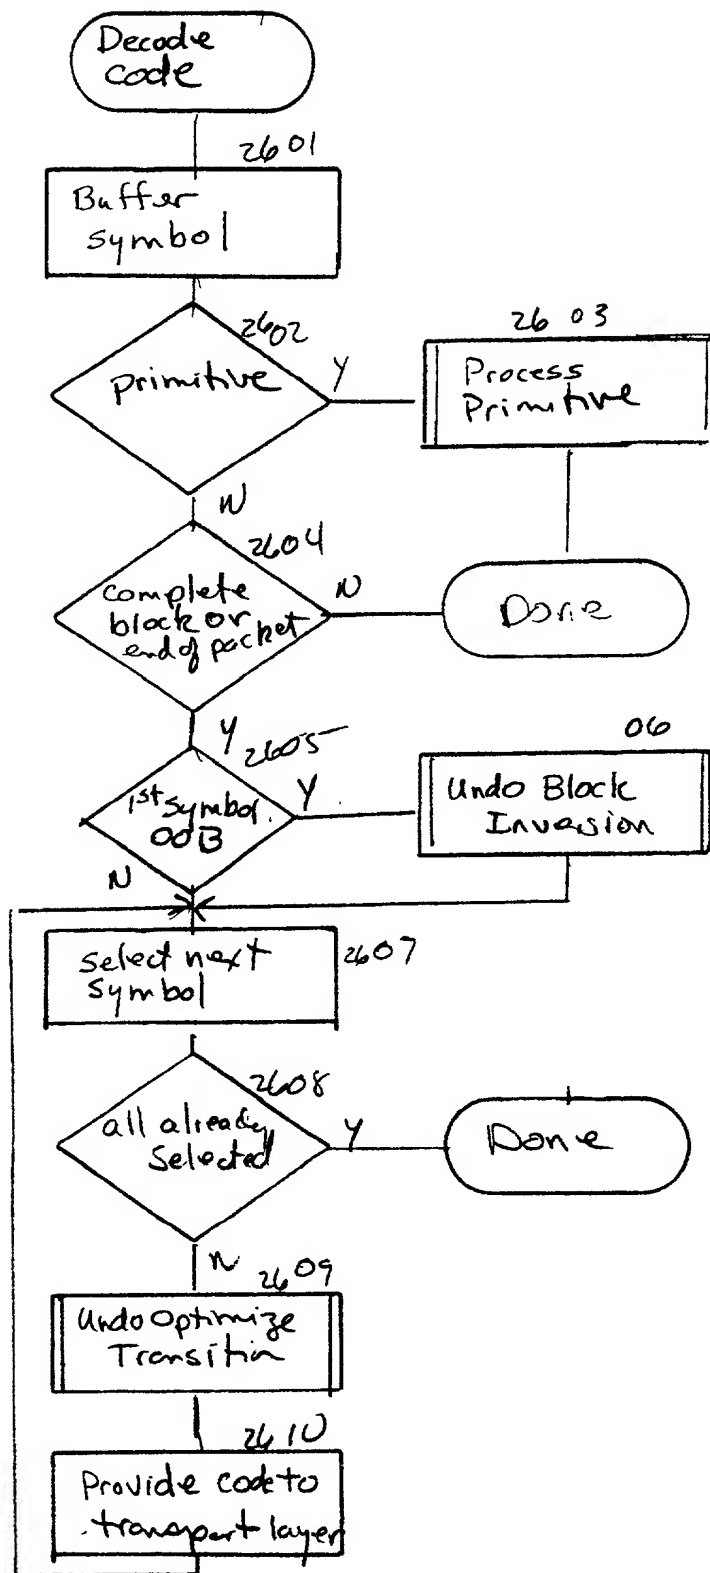 Decode
code
2601
Buffer
symbol
2602
primitive
Y
2603
Process
Primitive
N
2604
complete
block or
end of packet
N
Done
Y
2605
1st symbol
OOB
Y
06
Undo Block
Inversion
N
select next
symbol
2607
2608
all already
selected
Y
Done
N
2609
Undo Optimize
Transition
2610
Provide code to
transport layer